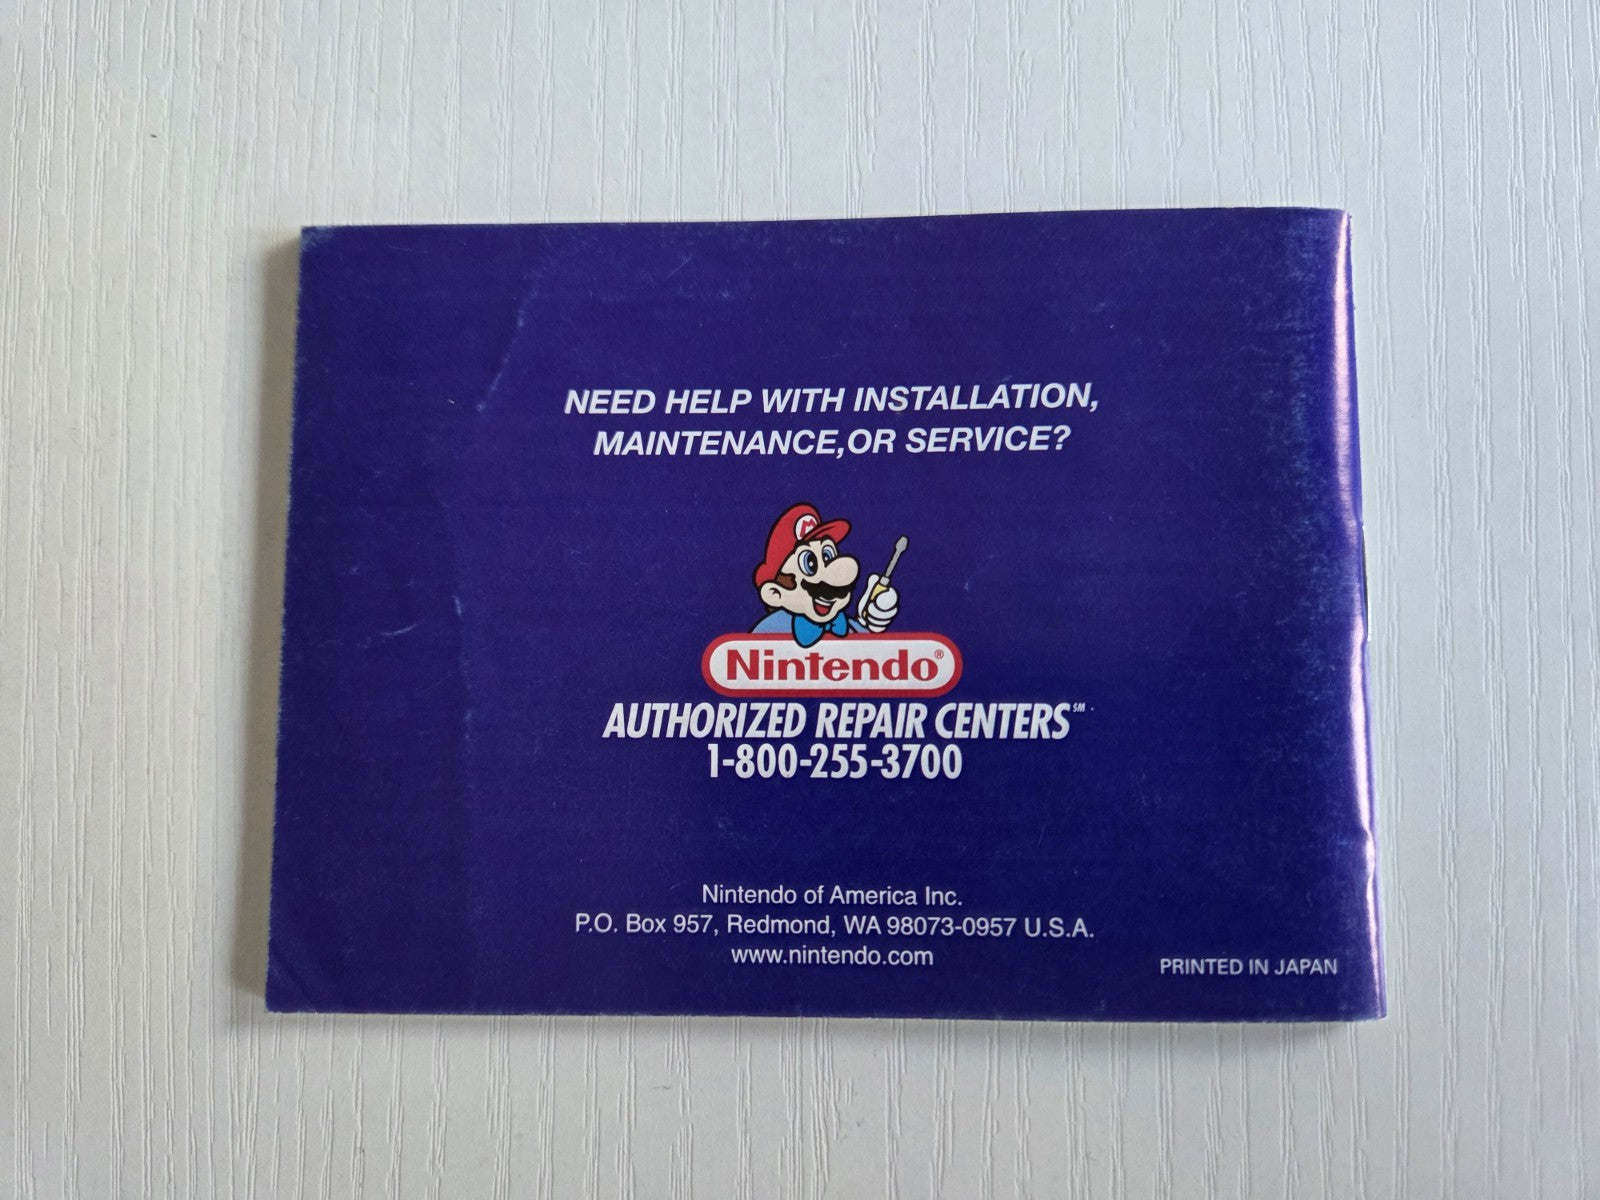 NEED HELP WITH INSTALLATION,
MAINTENANCE,OR SERVICE?
M
Nintendo®
AUTHORIZED REPAIR CENTERS℠
1-800-255-3700
Nintendo of America Inc.
P.O. Box 957, Redmond, WA 98073-0957 U.S.A.
www.nintendo.com
PRINTED IN JAPAN